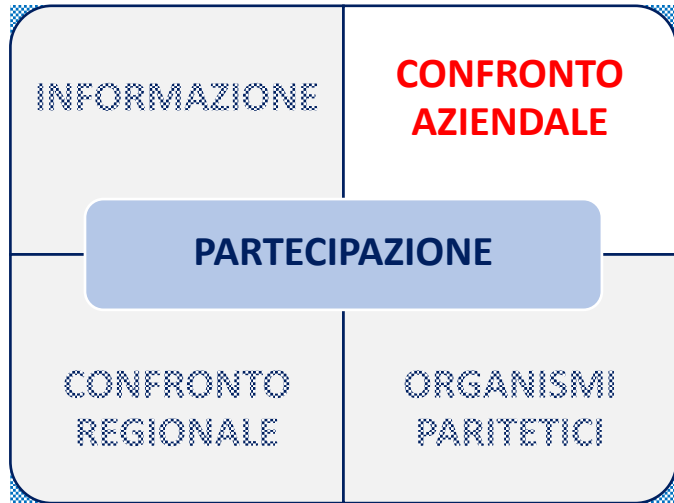 INFORMAZIONE
CONFRONTO
AZIENDALE
PARTECIPAZIONE
CONFRONTO
REGIONALE
ORGANISMI
PARITETICI